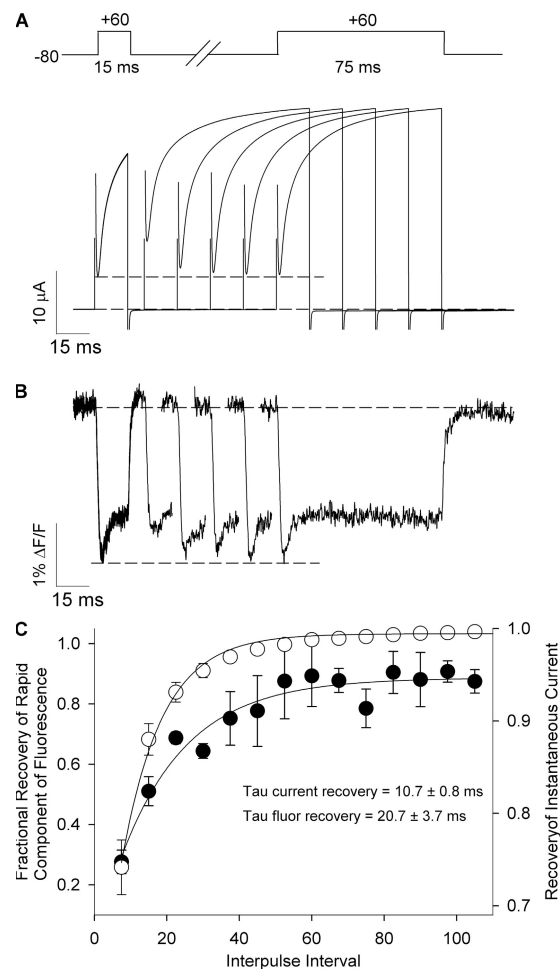 A
+60
+60
-80
15 ms
75 ms
10 µA
15 ms
B
1% ΔF/F
15 ms
C
Fractional Recovery of Rapid
Component of Fluorescence
1.0
0.8
0.6
0.4
0.2
1.0
0.9
0.8
0.7
Recoveryof Instantaneous Current
Tau current recovery = 10.7 ± 0.8 ms
Tau fluor recovery = 20.7 ± 3.7 ms
0
20
40
60
80
100
Interpulse Interval